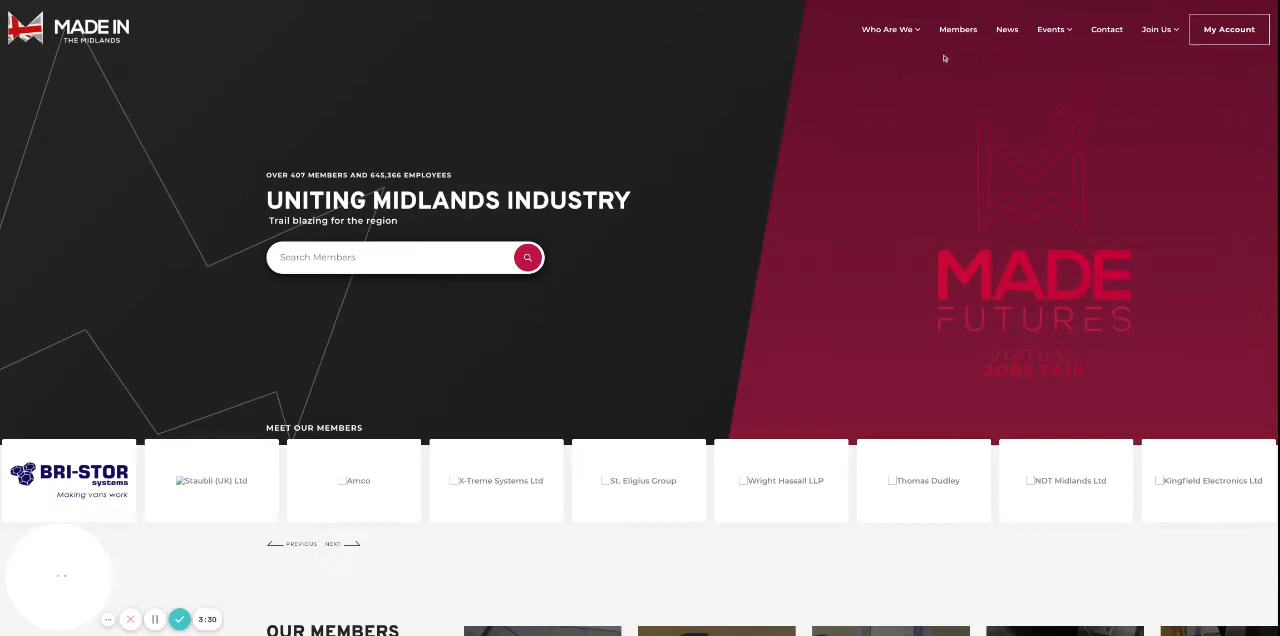 MADE IN
THE MIDLANDS
Who Are We
Members
News
Events
Contact
Join Us
My Account
OVER 407 MEMBERS AND 645,366 EMPLOYEES
UNITING MIDLANDS INDUSTRY
Trail blazing for the region
Search Members
MADE
FUTURES
VIRTUAL
JOBS FAIR
MEET OUR MEMBERS
BRI-STOR
systems
Making vans work
Staubli (UK) Ltd
Amco
X-Treme Systems Ltd
St. Eligius Group
Wright Hassall LLP
Thomas Dudley
NDT Midlands Ltd
Kingfield Electronics Ltd
PREVIOUS
NEXT
3:30
OUR MEMBERS